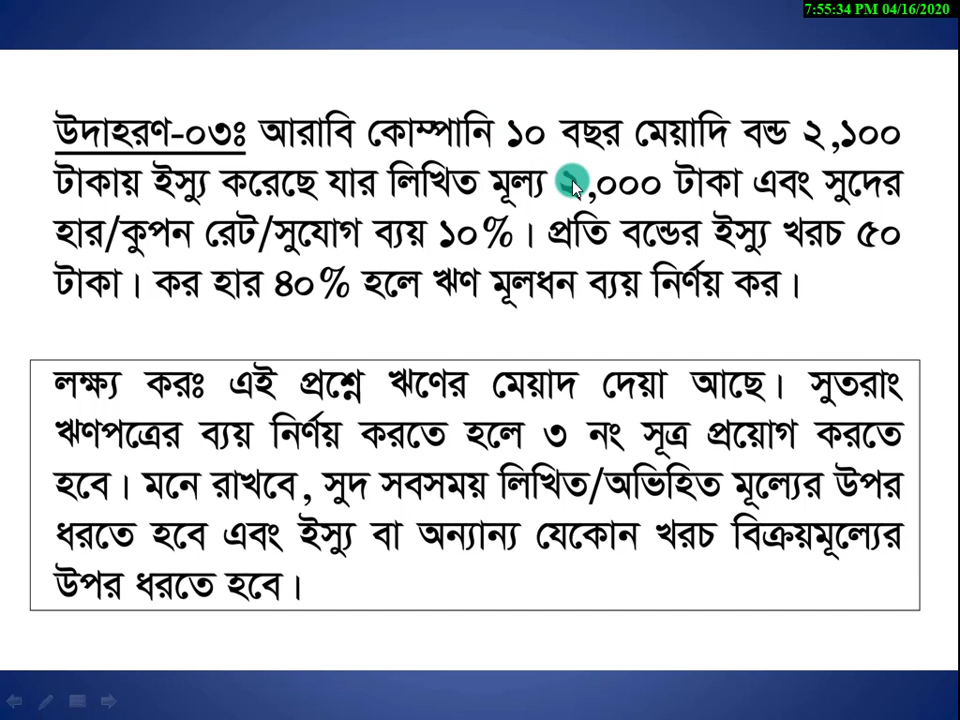 7:55:34 PM 04/16/2020
উদাহরণ-০৩ঃ আরাবি কোম্পানি ১০ বছর মেয়াদি বন্ড ২,১০০
টাকায় ইস্যু করেছে যার লিখিত মূল্য ২,০০০ টাকা এবং সুদের
হার/কুপন রেট/সুযোগ ব্যয় ১০%। প্রতি বন্ডের ইস্যু খরচ ৫০
টাকা। কর হার ৪০% হলে ঋণ মূলধন ব্যয় নির্ণয় কর।
লক্ষ্য করঃ এই প্রশ্নে ঋণের মেয়াদ দেয়া আছে। সুতরাং
ঋণপত্রের ব্যয় নির্ণয় করতে হলে ৩ নং সূত্র প্রয়োগ করতে
হবে। মনে রাখবে, সুদ সবসময় লিখিত/অভিহিত মূল্যের উপর
ধরতে হবে এবং ইস্যু বা অন্যান্য যেকোন খরচ বিক্রয়মূল্যের
উপর ধরতে হবে।